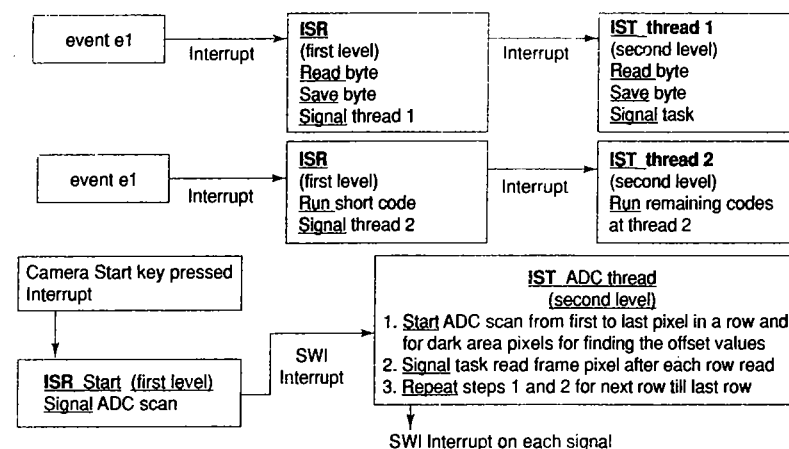 event e1
Interrupt
ISR
(first level)
Read byte
Save byte
Signal thread 1
Interrupt
IST thread 1
(second level)
Read byte
Save byte
Signal task
event e1
Interrupt
ISR
(first level)
Run short code
Signal thread 2
Interrupt
IST thread 2
(second level)
Run remaining codes
at thread 2
Camera Start key pressed
Interrupt
ISR Start (first level)
Signal ADC scan
SWI
Interrupt
IST ADC thread
(second level)
1. Start ADC scan from first to last pixel in a row and
for dark area pixels for finding the offset values
2. Signal task read frame pixel after each row read
3. Repeat steps 1 and 2 for next row till last row
SWI Interrupt on each signal